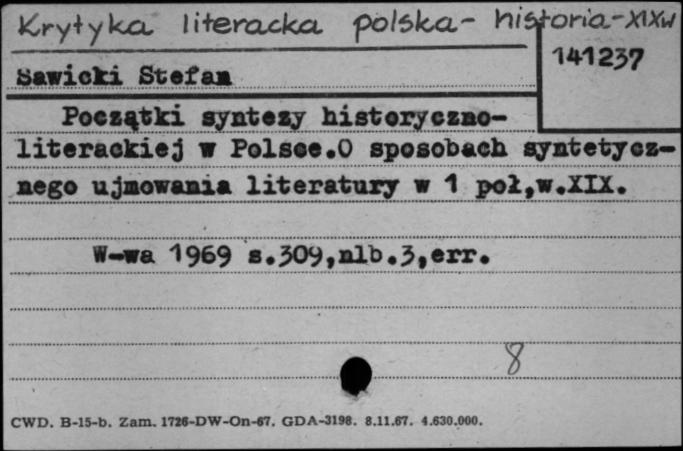 Krytyka literacka polska- historia-XIXw
141237
Sawicki Stefan
Początki syntezy historyczno-
literackiej w Polsce.O sposobach syntetycz-
nego ujmowania literatury w 1 poł,w.XIX.
W-wa 1969 s.309,nlb.3,err.
8
CWD. B-15-b. Zam. 1726-DW-On-67. GDA-3198. 8.11.67. 4.630.000.